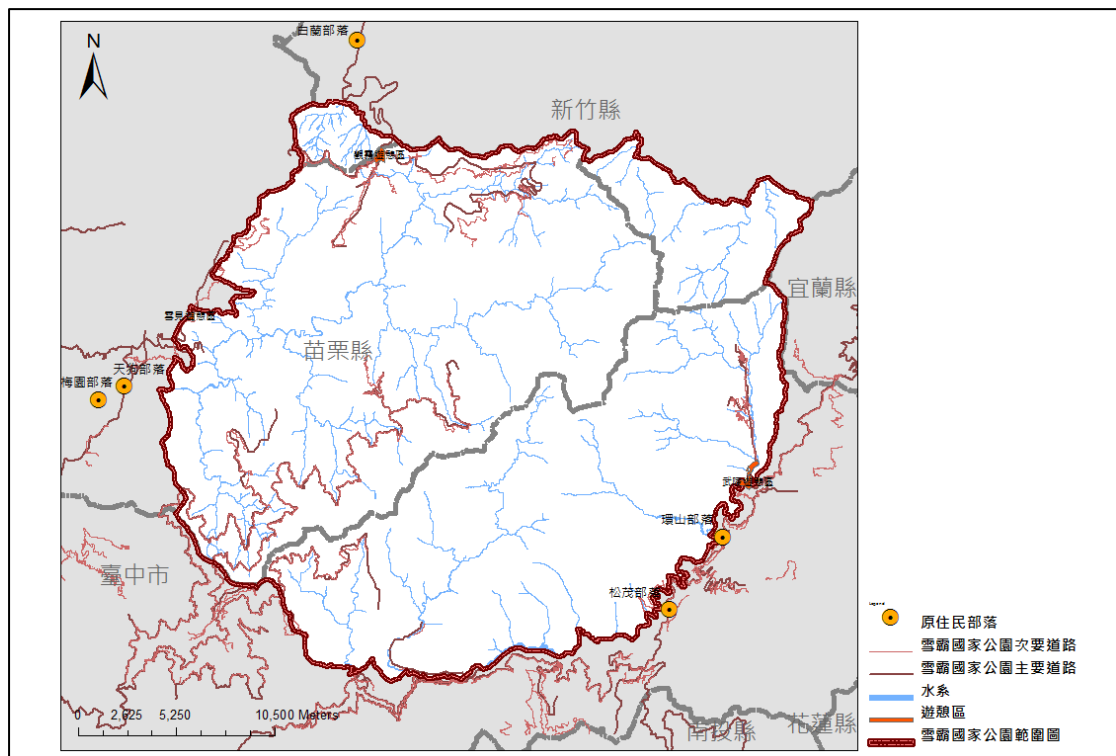 白蘭部落
N
新竹縣
觀霧遊憩區
宜蘭縣
雪見遊憩區
苗栗縣
天狗部落
梅園部落
武陵遊憩區
環山部落
臺中市
松茂部落
Legend
原住民部落
雪霸國家公園次要道路
雪霸國家公園主要道路
水系
遊憩區
雪霸國家公園範圍圖
0 2,625 5,250 10,500 Meters
南投縣
花蓮縣